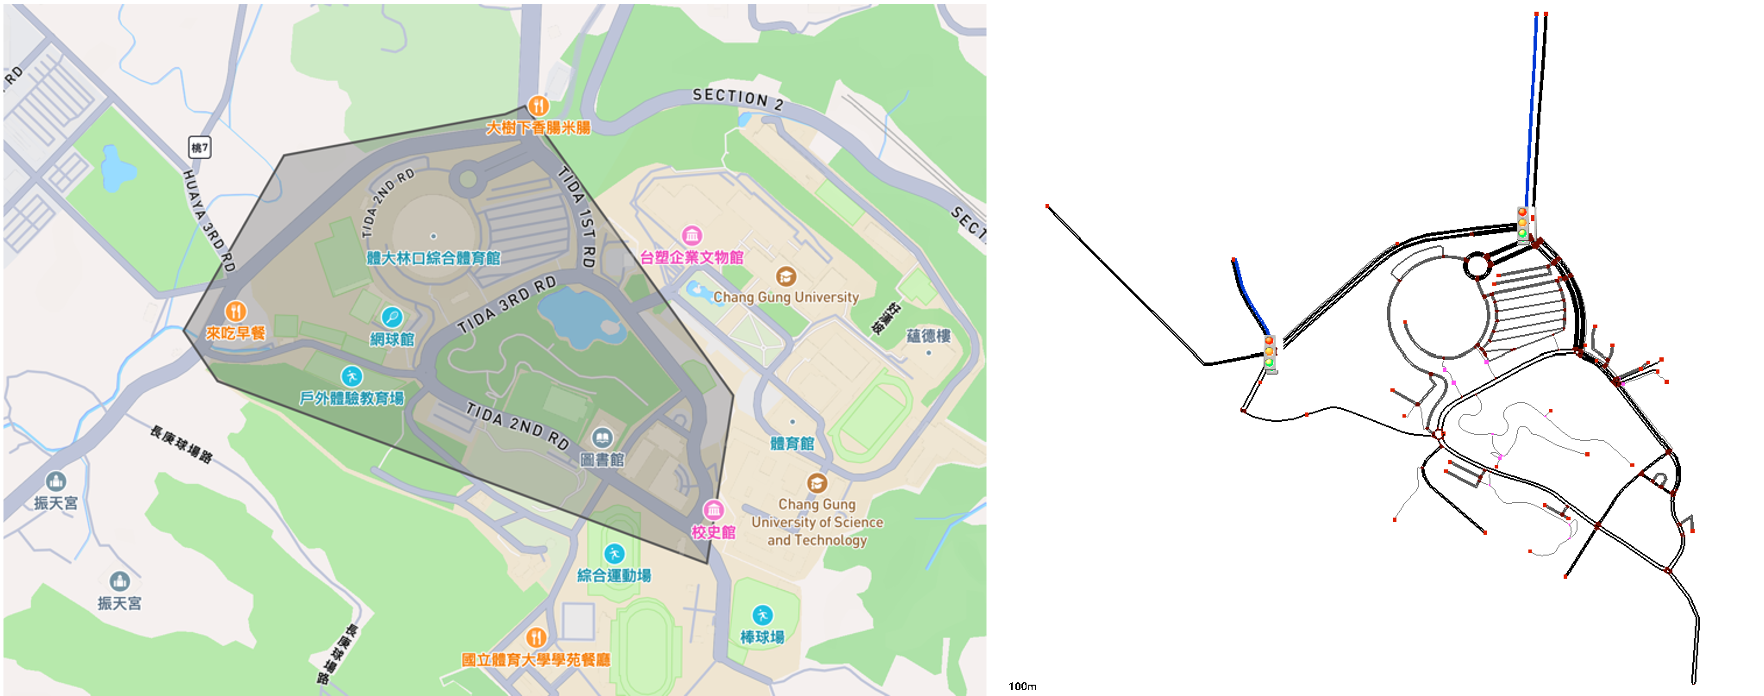 RD
SECTION 2
大樹下香腸米腸
桃7
HUAYA 3RD RD
TIDA 2ND RD
TIDA 1ST RD
SECT
台塑企業文物館
體大林口綜合體育館
Chang Gung University
TIDA 3RD RD
好漢坡
蘊德樓
來吃早餐
網球館
戶外體驗教育場
TIDA 2ND RD
體育館
圖書館
長庚球場路
振天宮
Chang Gung
University of Science
and Technology
校史館
綜合運動場
振天宮
棒球場
長庚球場路
國立體育大學學苑餐廳
100m